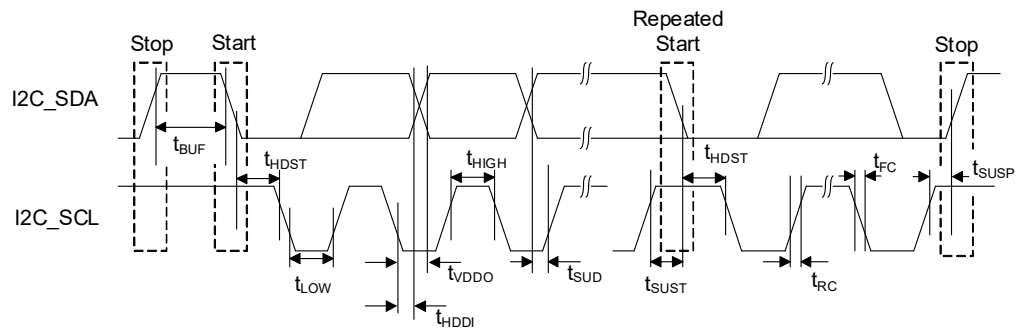 Repeated
Stop Start Start Stop
I2C_SDA
tBUF tHDST tHIGH tHDST tFC tSUSP
I2C_SCL
tLOW tVDDO tSUD tSUST tRC
tHDDI